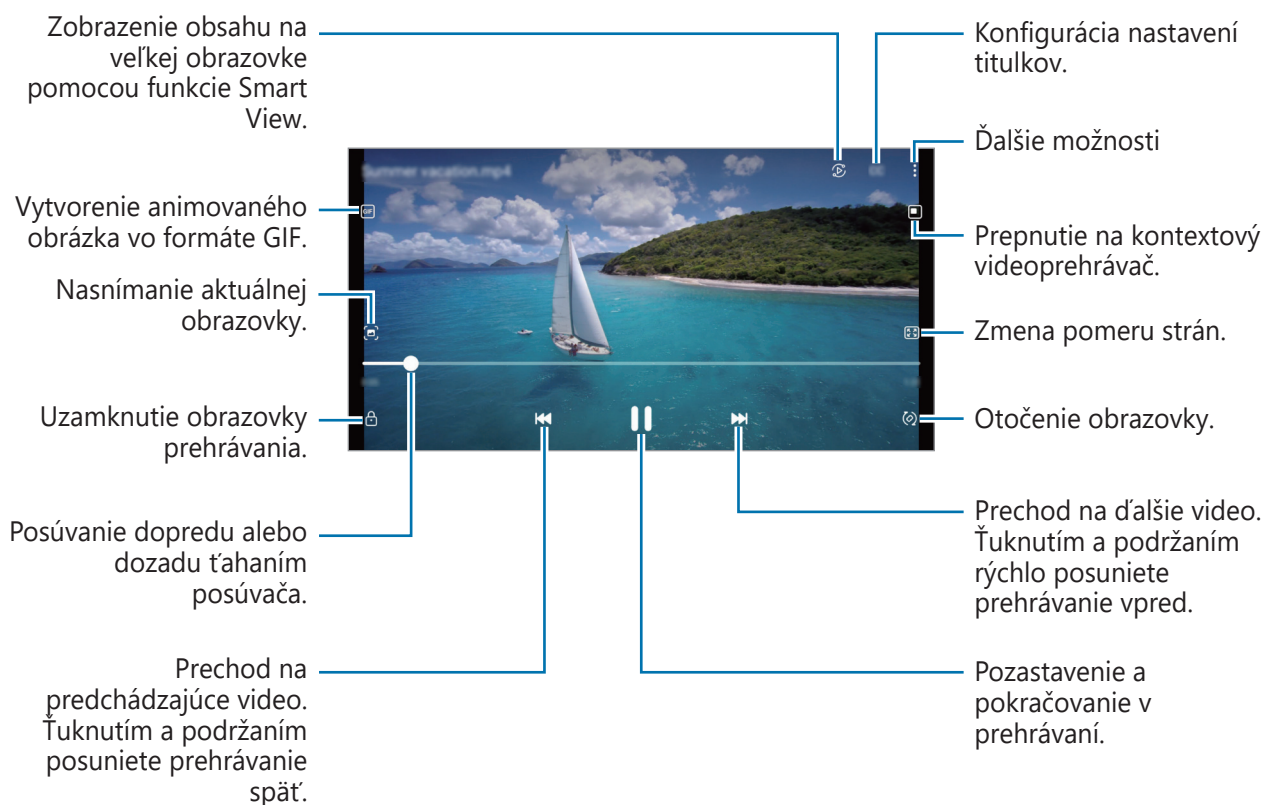 Zobrazenie obsahu na
veľkej obrazovke
pomocou funkcie Smart
View.
Konfigurácia nastavení
titulkov.
Ďalšie možnosti
Vytvorenie animovaného
obrázka vo formáte GIF.
GIF
Prepnutie na kontextový
videoprehrávač.
Nasnímanie aktuálnej
obrazovky.
Zmena pomeru strán.
Uzamknutie obrazovky
prehrávania.
Otočenie obrazovky.
Posúvanie dopredu alebo
dozadu ťahaním
posúvača.
Prechod na ďalšie video.
Ťuknutím a podržaním
rýchlo posuniete
prehrávanie vpred.
Prechod na
predchádzajúce video.
Ťuknutím a podržaním
posuniete prehrávanie
späť.
Pozastavenie a
pokračovanie v
prehrávaní.